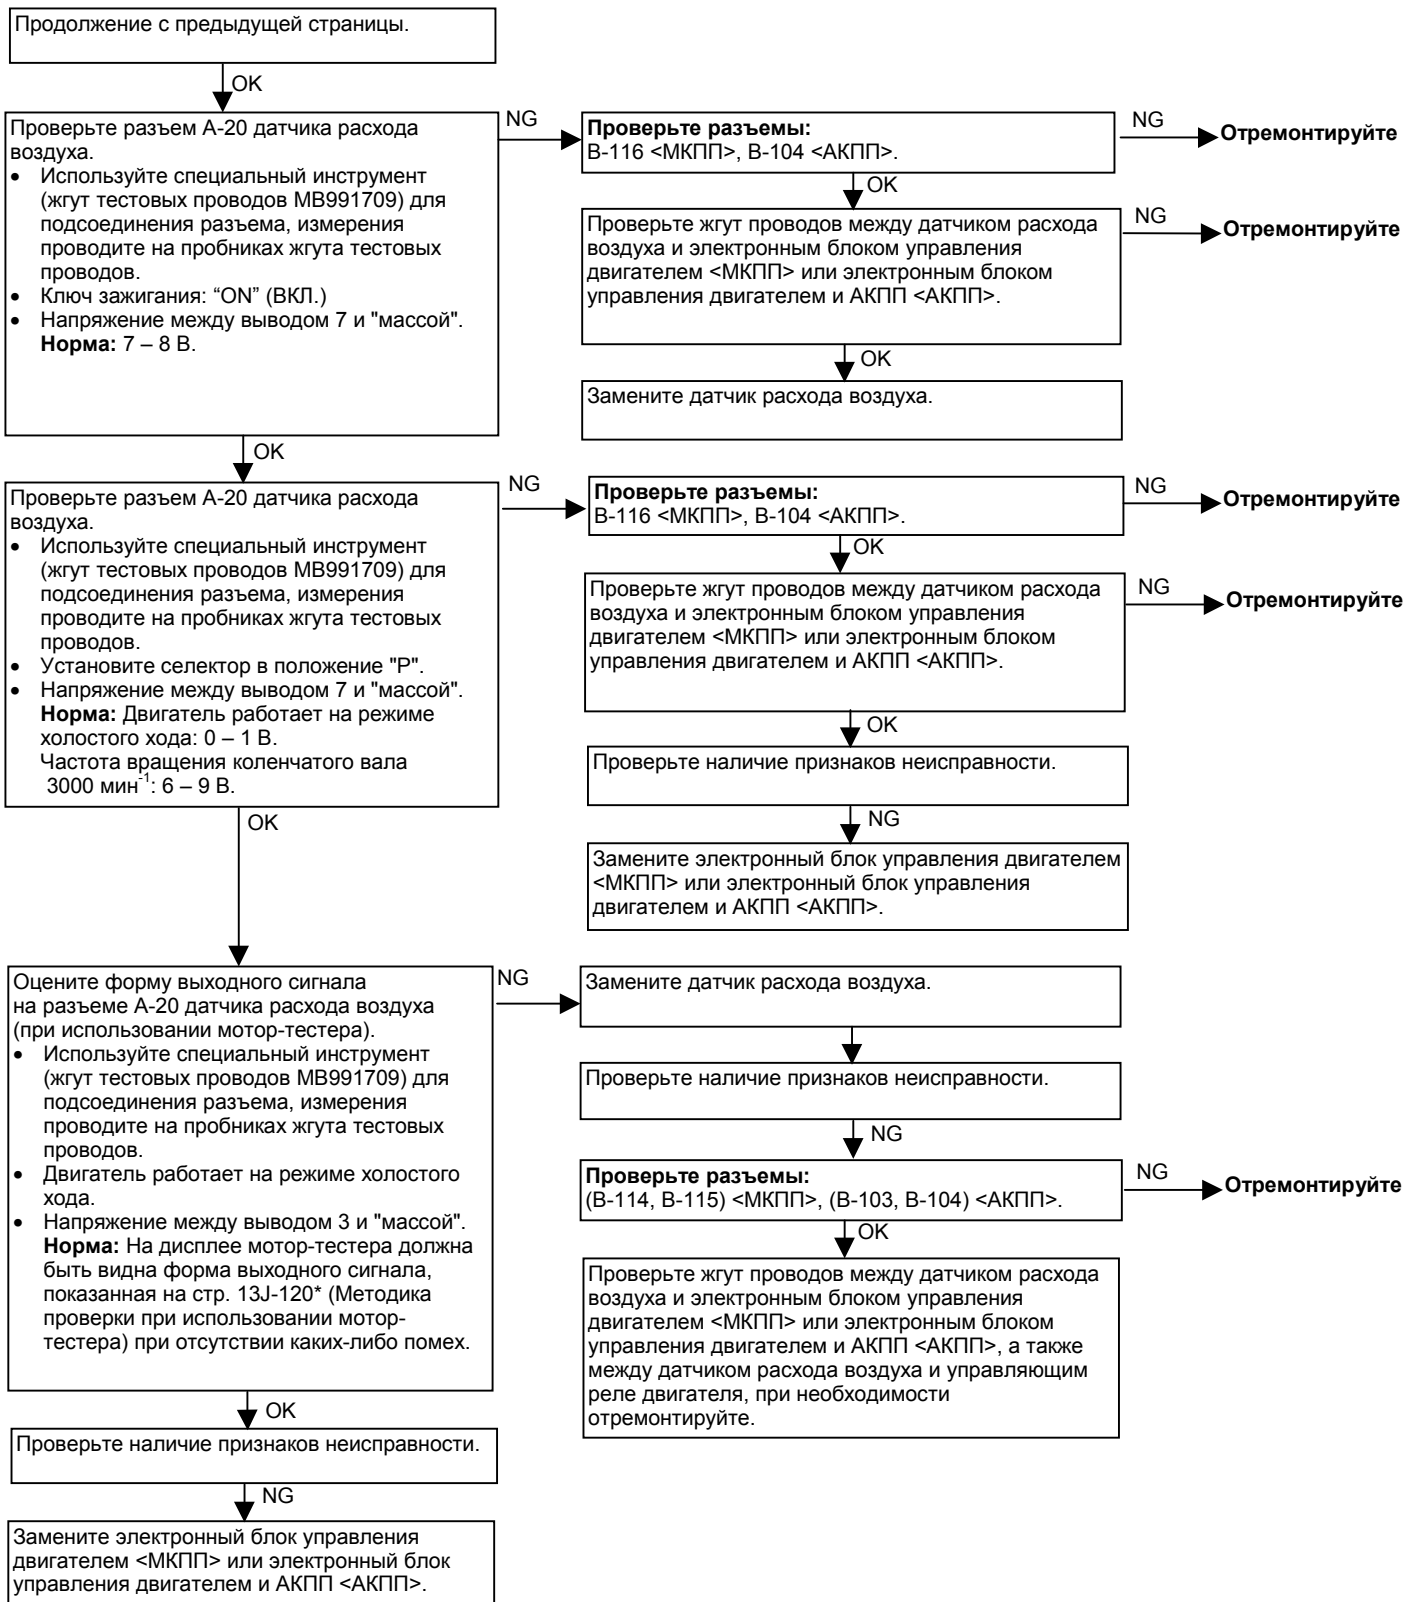 Продолжение с предыдущей страницы.
OK
Проверьте разъем А-20 датчика расхода
воздуха.
• Используйте специальный инструмент
(жгут тестовых проводов MB991709) для
подсоединения разъема, измерения
проводите на пробниках жгута тестовых
проводов.
• Ключ зажигания: “ON” (ВКЛ.)
• Напряжение между выводом 7 и "массой".
Норма: 7 – 8 В.
NG
Проверьте разъемы:
В-116 <МКПП>, В-104 <АКПП>.
NG
Отремонтируйте
OK
Проверьте жгут проводов между датчиком расхода
воздуха и электронным блоком управления
двигателем <МКПП> или электронным блоком
управления двигателем и АКПП <АКПП>.
NG
Отремонтируйте
OK
Замените датчик расхода воздуха.
OK
Проверьте разъем А-20 датчика расхода
воздуха.
• Используйте специальный инструмент
(жгут тестовых проводов MB991709) для
подсоединения разъема, измерения
проводите на пробниках жгута тестовых
проводов.
• Установите селектор в положение "Р".
• Напряжение между выводом 7 и "массой".
Норма: Двигатель работает на режиме
холостого хода: 0 – 1 В.
Частота вращения коленчатого вала
3000 мин⁻¹: 6 – 9 В.
NG
Проверьте разъемы:
В-116 <МКПП>, В-104 <АКПП>.
NG
Отремонтируйте
OK
Проверьте жгут проводов между датчиком расхода
воздуха и электронным блоком управления
двигателем <МКПП> или электронным блоком
управления двигателем и АКПП <АКПП>.
NG
Отремонтируйте
OK
Проверьте наличие признаков неисправности.
NG
Замените электронный блок управления двигателем
<МКПП> или электронный блок управления
двигателем и АКПП <АКПП>.
OK
Оцените форму выходного сигнала
на разъеме А-20 датчика расхода воздуха
(при использовании мотор-тестера).
• Используйте специальный инструмент
(жгут тестовых проводов MB991709) для
подсоединения разъема, измерения
проводите на пробниках жгута тестовых
проводов.
• Двигатель работает на режиме холостого
хода.
• Напряжение между выводом 3 и "массой".
Норма: На дисплее мотор-тестера должна
быть видна форма выходного сигнала,
показанная на стр. 13J-120* (Методика
проверки при использовании мотор-
тестера) при отсутствии каких-либо помех.
NG
Замените датчик расхода воздуха.
Проверьте наличие признаков неисправности.
NG
Проверьте разъемы:
(В-114, В-115) <МКПП>, (В-103, В-104) <АКПП>.
NG
Отремонтируйте
OK
Проверьте жгут проводов между датчиком расхода
воздуха и электронным блоком управления
двигателем <МКПП> или электронным блоком
управления двигателем и АКПП <АКПП>, а также
между датчиком расхода воздуха и управляющим
реле двигателя, при необходимости
отремонтируйте.
OK
Проверьте наличие признаков неисправности.
NG
Замените электронный блок управления
двигателем <МКПП> или электронный блок
управления двигателем и АКПП <АКПП>.